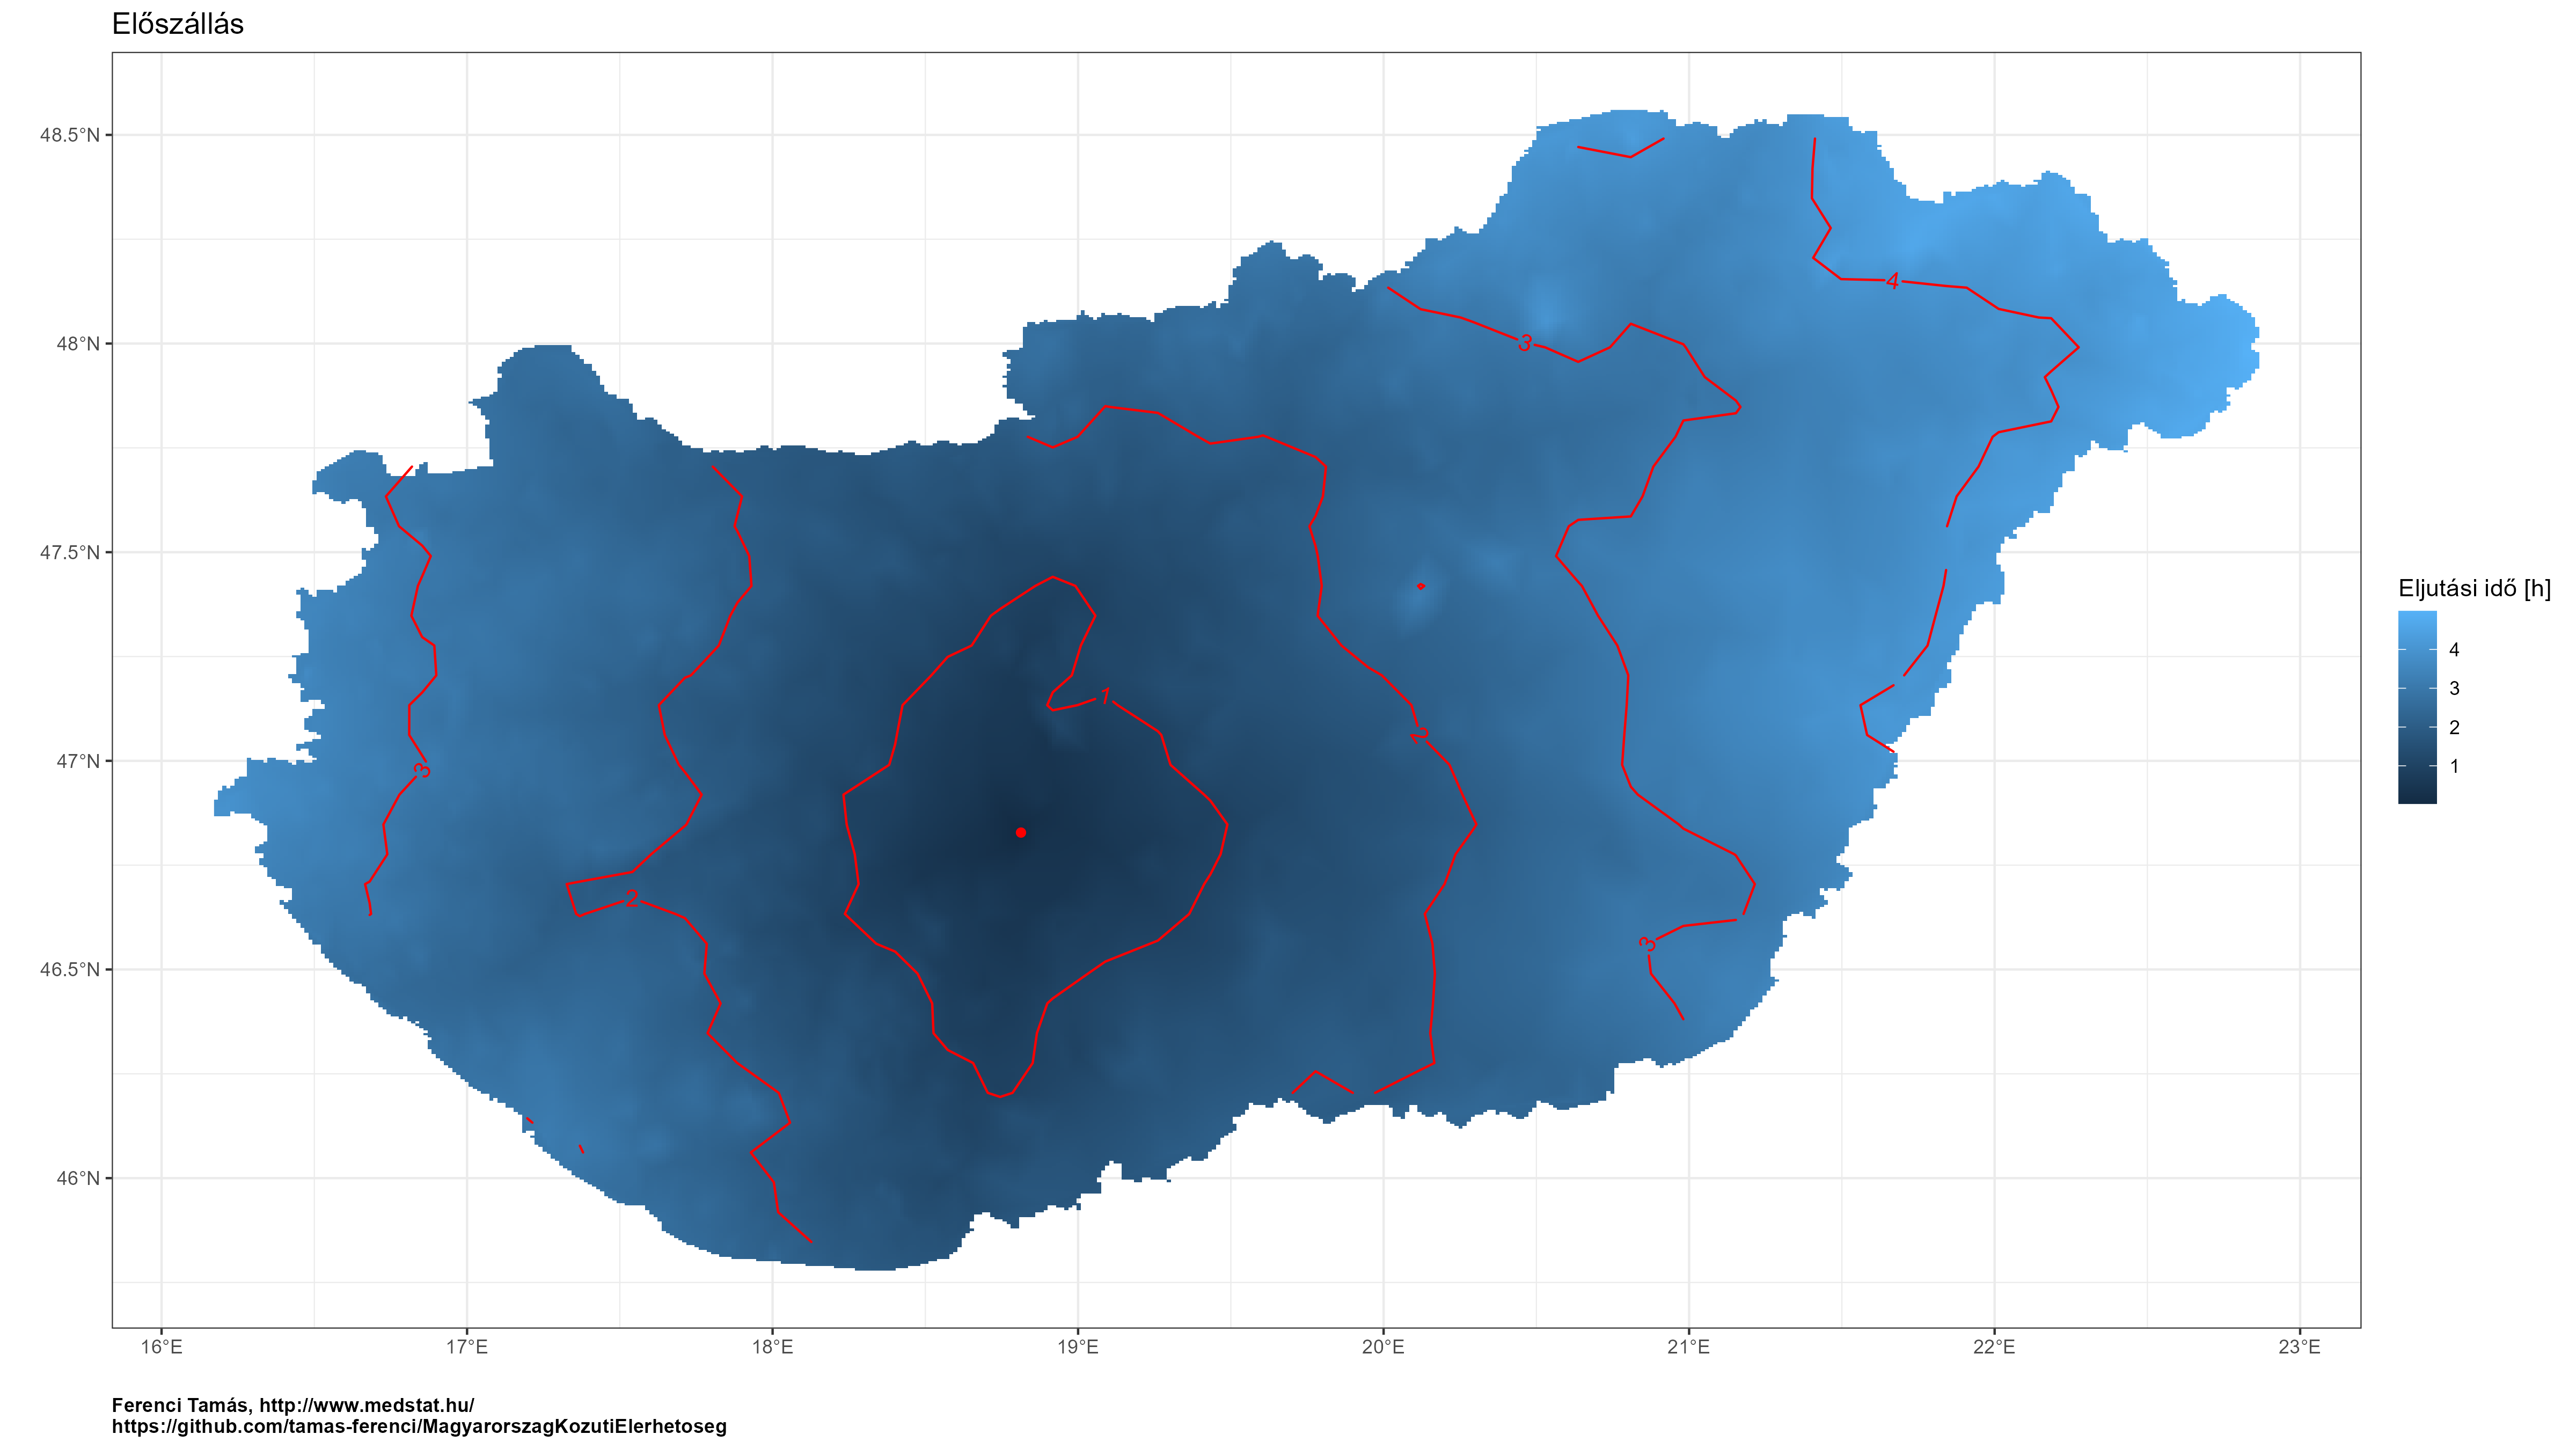 Előszállás
48.5°N
48°N
47.5°N
47°N
46.5°N
46°N
16°E
17°E
18°E
19°E
20°E
21°E
22°E
23°E
4
3
1
2
3
2
3
Eljutási idő [h]
4
3
2
1
Ferenci Tamás, http://www.medstat.hu/
https://github.com/tamas-ferenci/MagyarorszagKozutiElerhetoseg